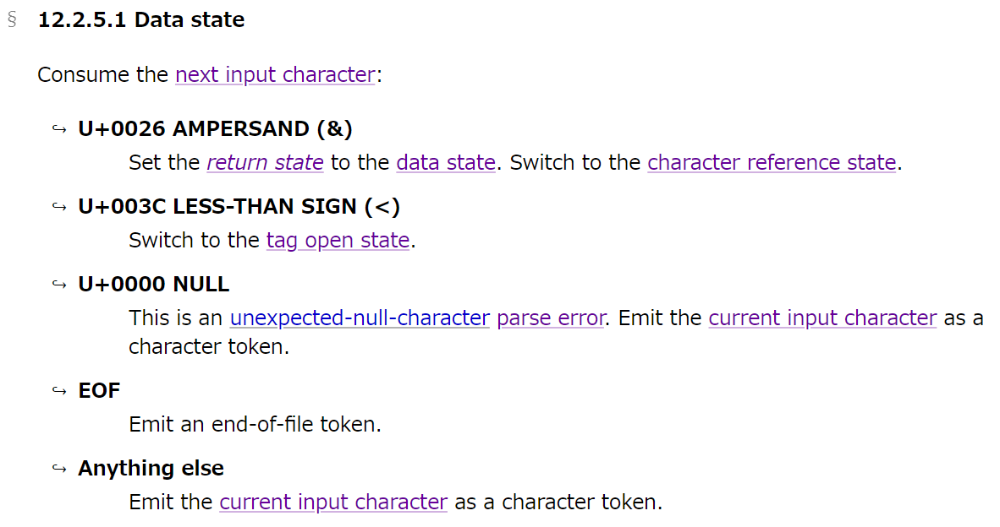 § 12.2.5.1 Data state
Consume the next input character:
↪ U+0026 AMPERSAND (&)
Set the return state to the data state. Switch to the character reference state.
↪ U+003C LESS-THAN SIGN (<)
Switch to the tag open state.
↪ U+0000 NULL
This is an unexpected-null-character parse error. Emit the current input character as a
character token.
↪ EOF
Emit an end-of-file token.
↪ Anything else
Emit the current input character as a character token.